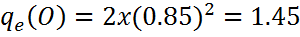 qₑ(O) = 2x(0.85)² = 1.45